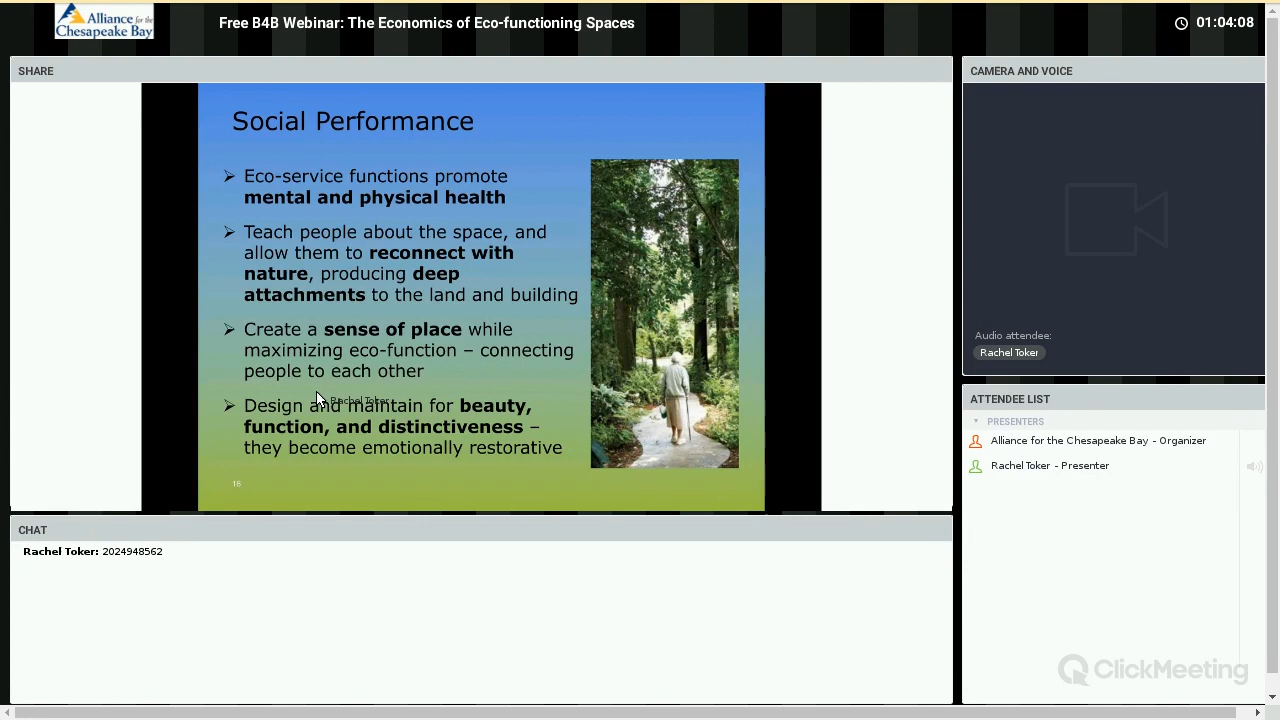 Alliance for the
Chesapeake Bay
Free B4B Webinar: The Economics of Eco-functioning Spaces
01:04:08
SHARE
Social Performance
Eco-service functions promote
mental and physical health
Teach people about the space, and
allow them to reconnect with
nature, producing deep
attachments to the land and building
Create a sense of place while
maximizing eco-function – connecting
people to each other
Rachel Toker
Design and maintain for beauty,
function, and distinctiveness –
they become emotionally restorative
18
CHAT
Rachel Toker: 2024948562
CAMERA AND VOICE
Audio attendee:
Rachel Toker
ATTENDEE LIST
PRESENTERS
Alliance for the Chesapeake Bay - Organizer
Rachel Toker - Presenter
ClickMeeting